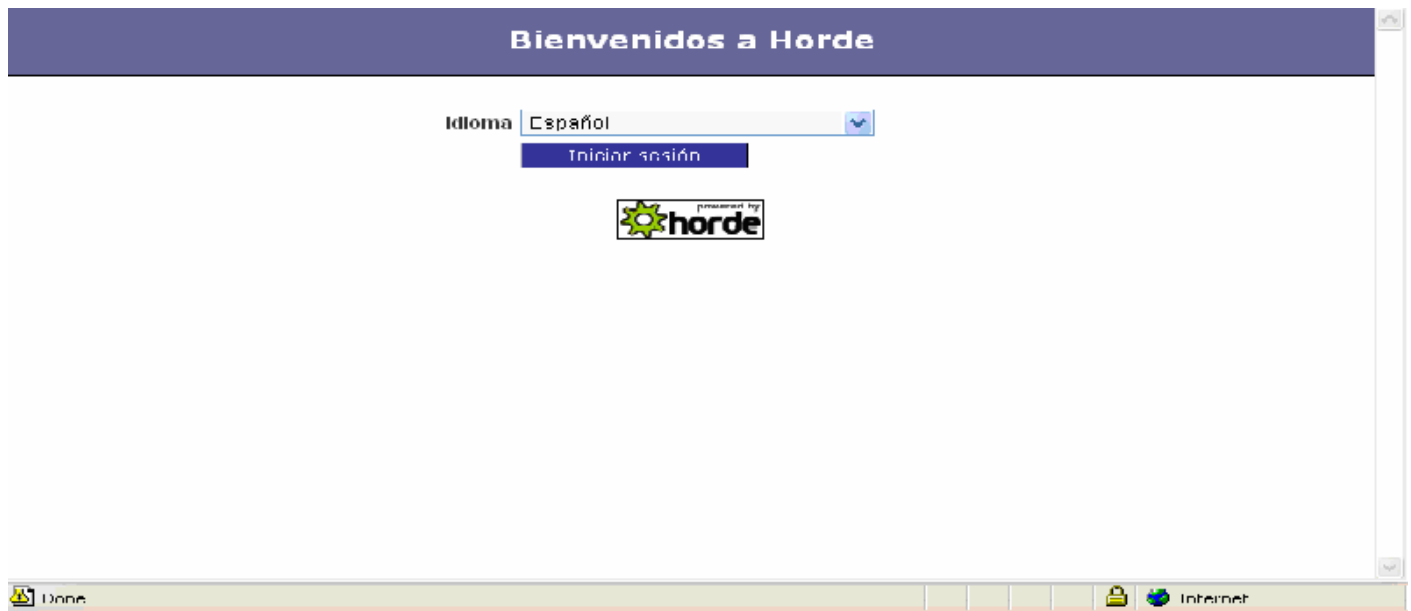 Bienvenidos a Horde
Idioma Español
Iniciar sesión
powered by
horde
Done Internet